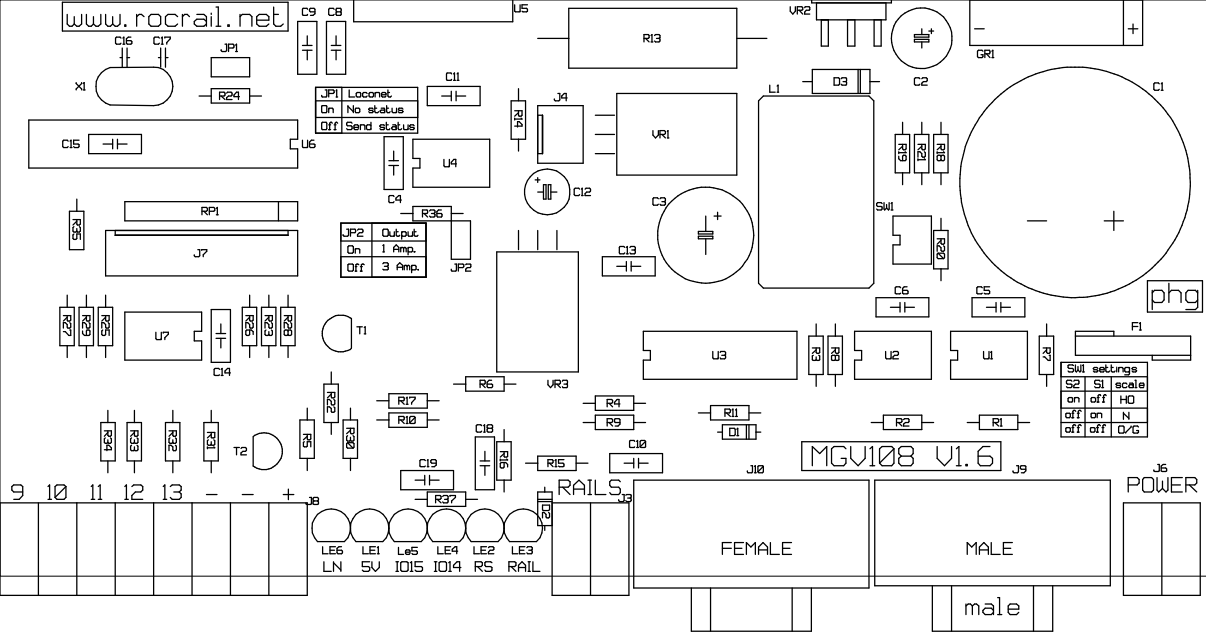 www.rocrail.net
C9 C8
U5
R13
VR2
C2
GR1
C16 C17
JP1
X1
R24
C11
J4
R14
D3
L1
C1
JP1 Loconet
On No status
Off Send status
VR1
C15
U6
C4
U4
C12
R19 R21 R18
RP1
R35
J7
R36
JP2 Output
On 1 Amp.
Off 3 Amp.
JP2
C3
C13
SW1
R20
phg
C6 C5
R27 R29 R25
U7
C14
R26 R23 R28
T1
VR3
U3
R3 R8
U2
U1
R7
F1
SW1 settings
S2 S1 scale
on off HO
off on N
off off O/G
R6
R22
R17
R10
R4
R9
R11
D1
R2
R1
R34 R33 R32 R31
T2
R5
R30
C18
R16
C19
R37
R15
C10
MGV108 V1.6
J10
J9
J6
9 10 11 12 13 - - +
J8
D2
RAILS
J3
POWER
LE6 LE1 Le5 LE4 LE2 LE3
LN 5V IO15 IO14 RS RAIL
FEMALE
MALE
male